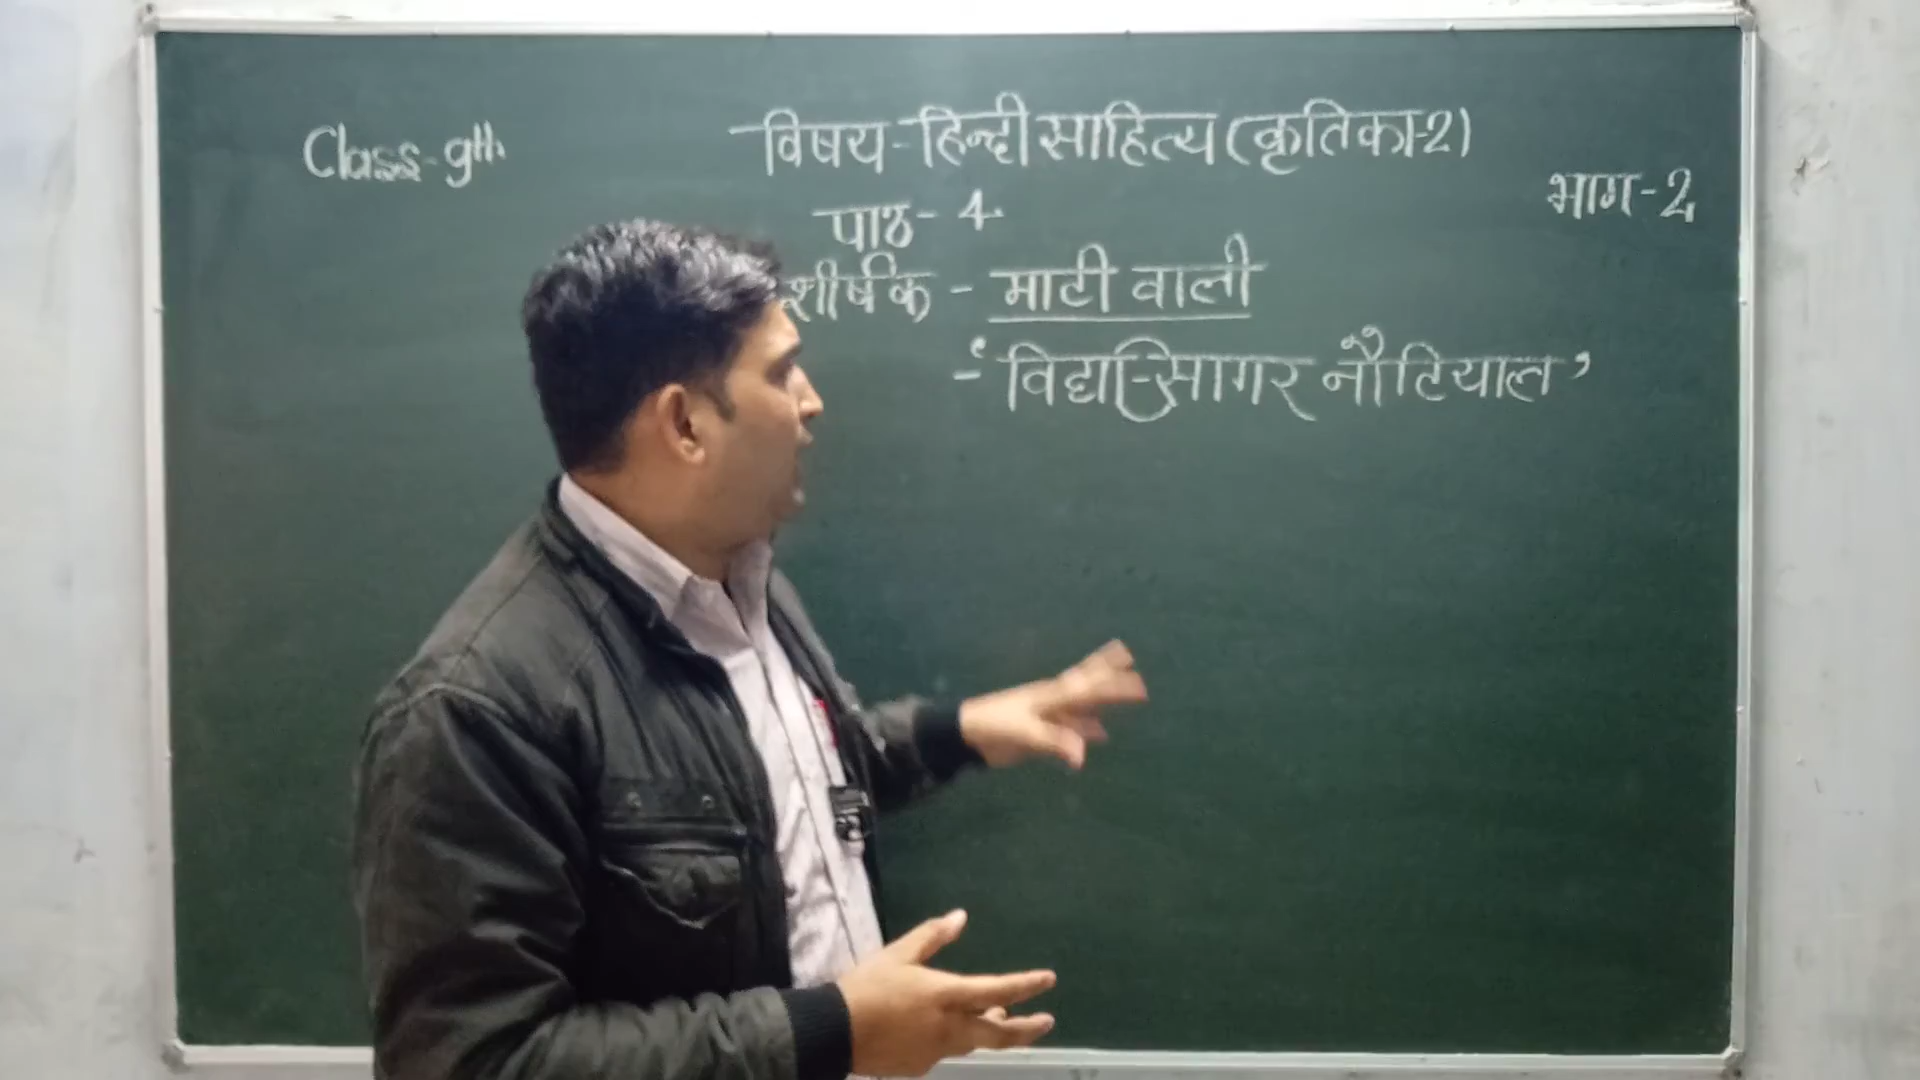 Class-9th
विषय-हिन्दी साहित्य (कृतिका-2)
भाग-2
पाठ-4
शीर्षक - माटी वाली
-'विद्या-सागर नौटियाल'